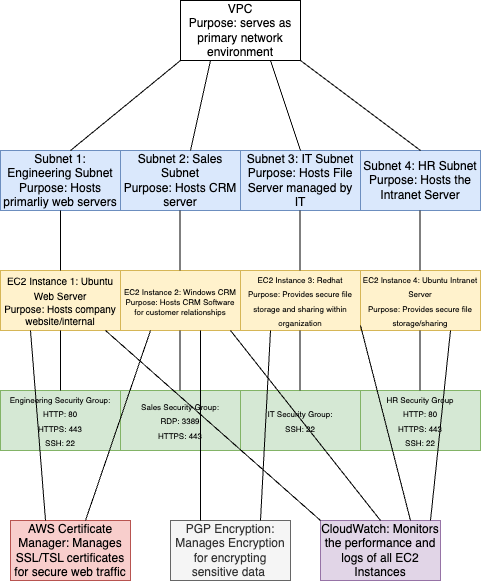 VPC
Purpose: serves as
primary network
environment
Subnet 1:
Engineering Subnet
Purpose: Hosts
primarliy web servers
Subnet 2: Sales
Subnet
Purpose: Hosts CRM
server
Subnet 3: IT Subnet
Purpose: Hosts File
Server managed by
IT
Subnet 4: HR Subnet
Purpose: Hosts the
Intranet Server
EC2 Instance 1: Ubuntu
Web Server
Purpose: Hosts company
website/internal
EC2 Instance 2: Windows CRM
Purpose: Hosts CRM Software
for customer relationships
EC2 Instance 3: Redhat
Purpose: Provides secure file
storage and sharing within
organization
EC2 Instance 4: Ubuntu Intranet
Server
Purpose: Provides secure file
storage/sharing
Engineering Security Group:
HTTP: 80
HTTPS: 443
SSH: 22
Sales Security Group:
RDP: 3389
HTTPS: 443
IT Security Group:
SSH: 22
HR Security Group
HTTP: 80
HTTPS: 443
SSH: 22
AWS Certificate
Manager: Manages
SSL/TSL certificates
for secure web traffic
PGP Encryption:
Manages Encryption
for encrypting
sensitive data
CloudWatch: Monitors
the performance and
logs of all EC2
Instances